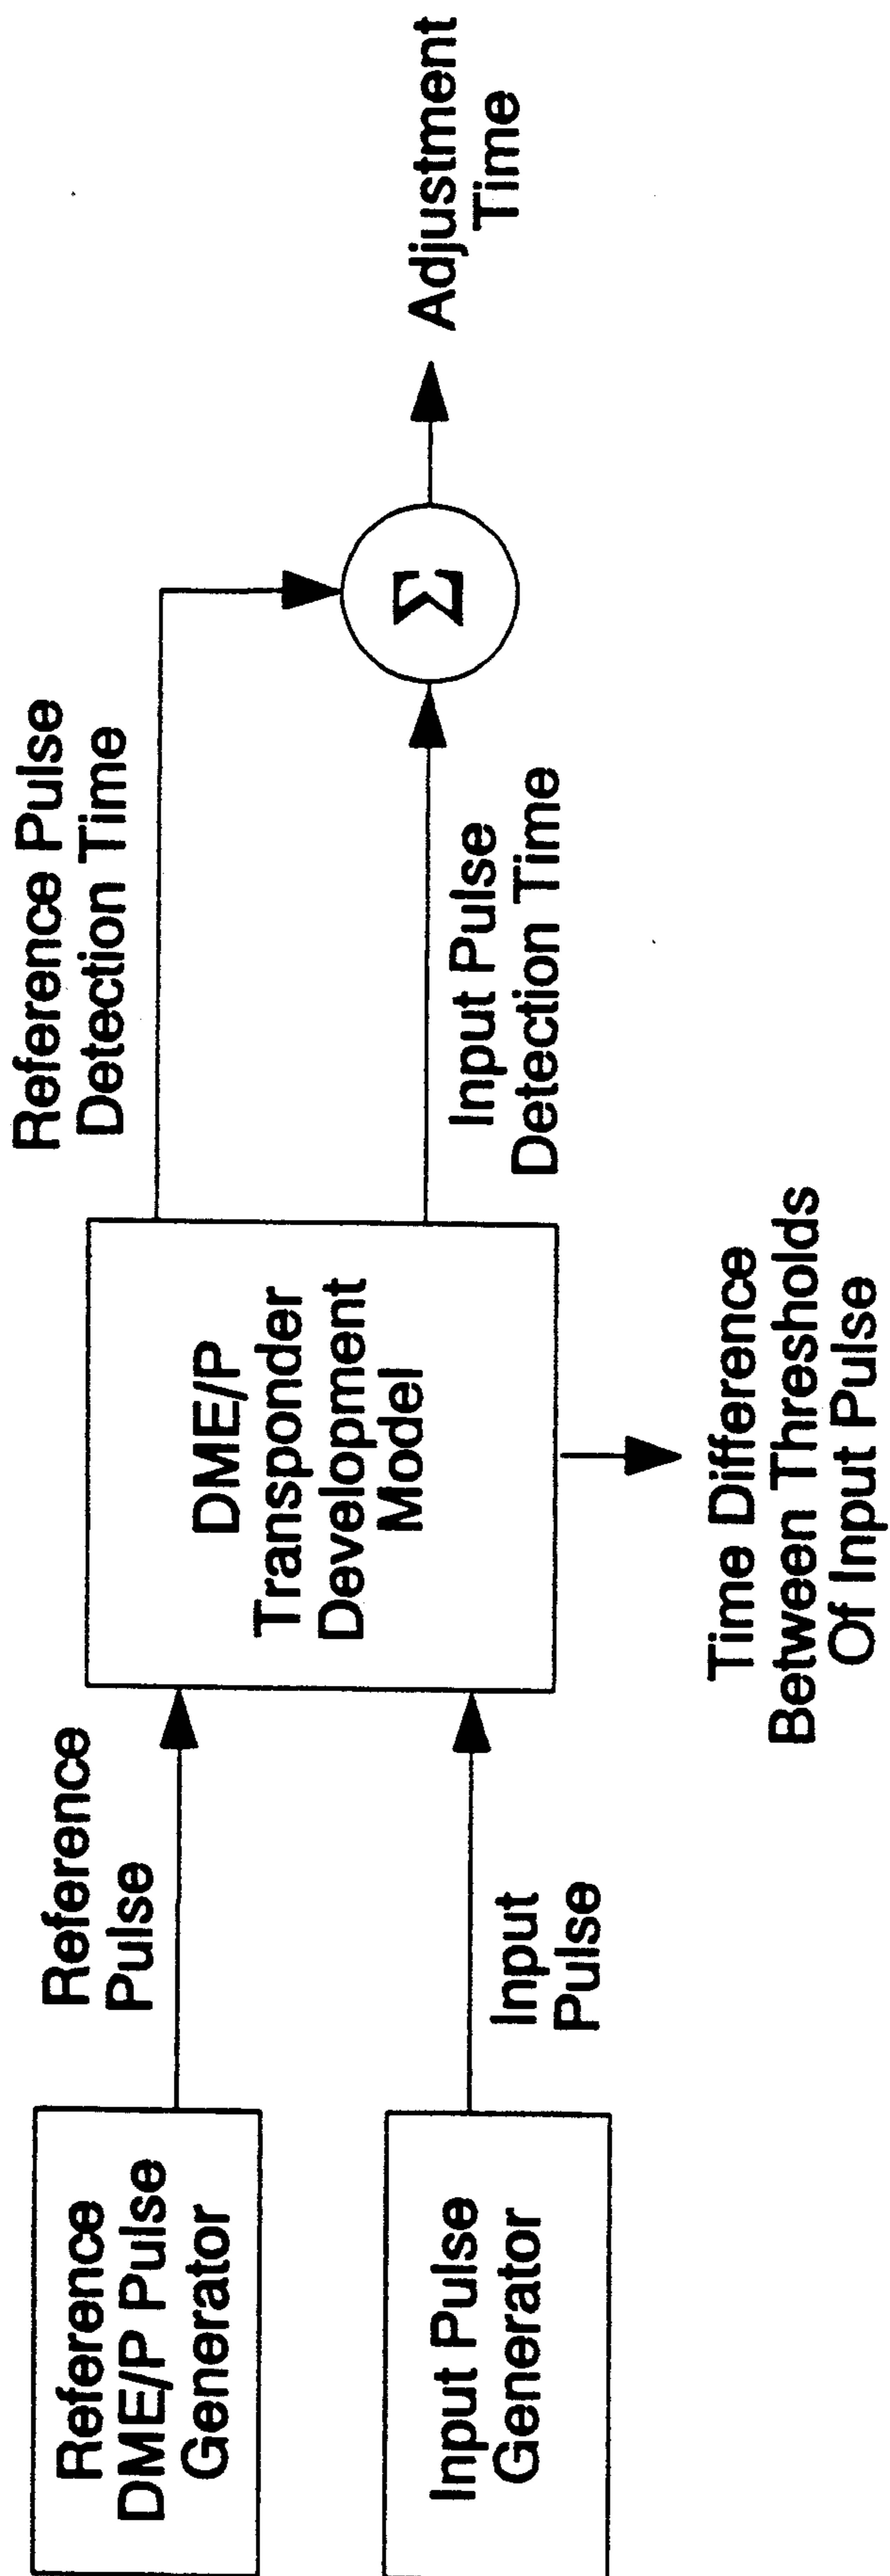 Reference
DME/P Pulse
Generator
Reference
Pulse
Input Pulse
Generator
Input
Pulse
DME/P
Transponder
Development
Model
Reference Pulse
Detection Time
Input Pulse
Detection Time
Time Difference
Between Thresholds
Of Input Pulse
Σ
Adjustment
Time